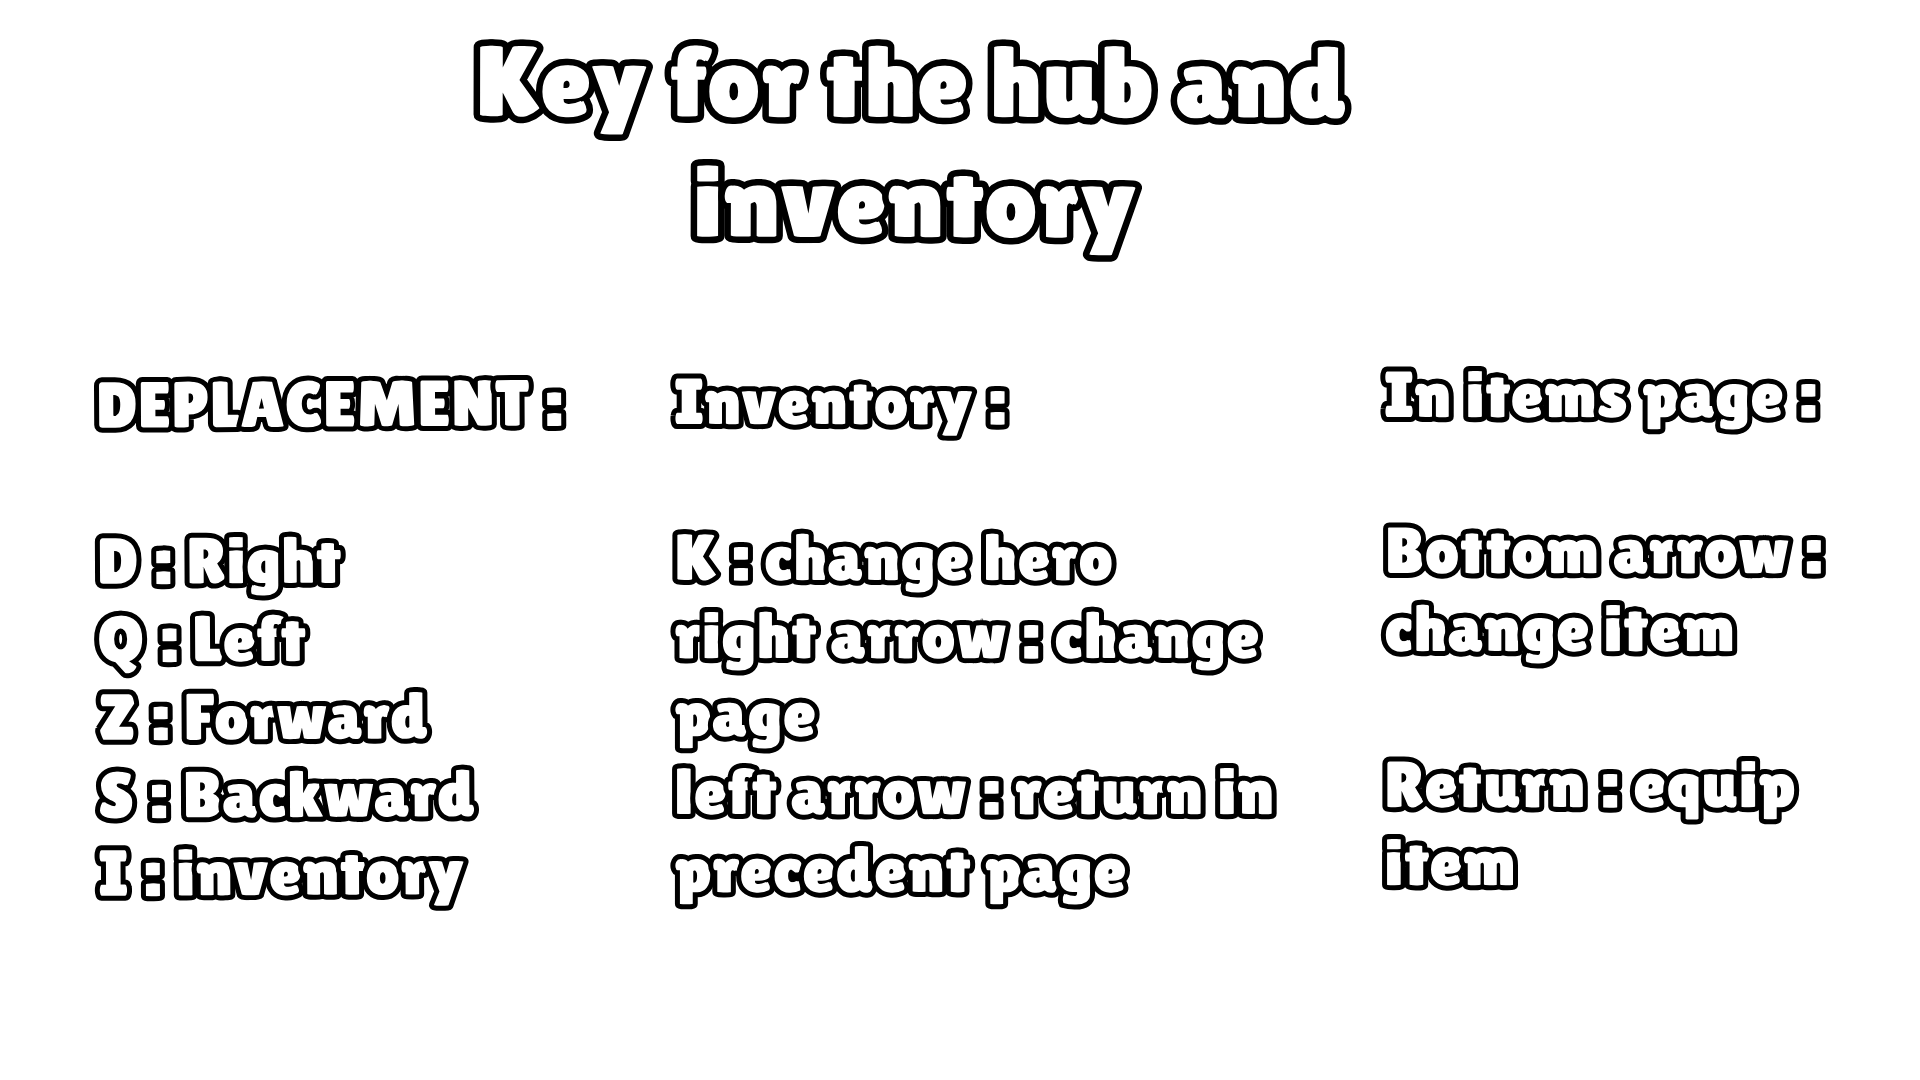 Key for the hub and
inventory
DEPLACEMENT :
D : Right
Q : Left
Z : Forward
S : Backward
I : inventory
Inventory :
K : change hero
right arrow : change
page
left arrow : return in
precedent page
In items page :
Bottom arrow :
change item
Return : equip
item